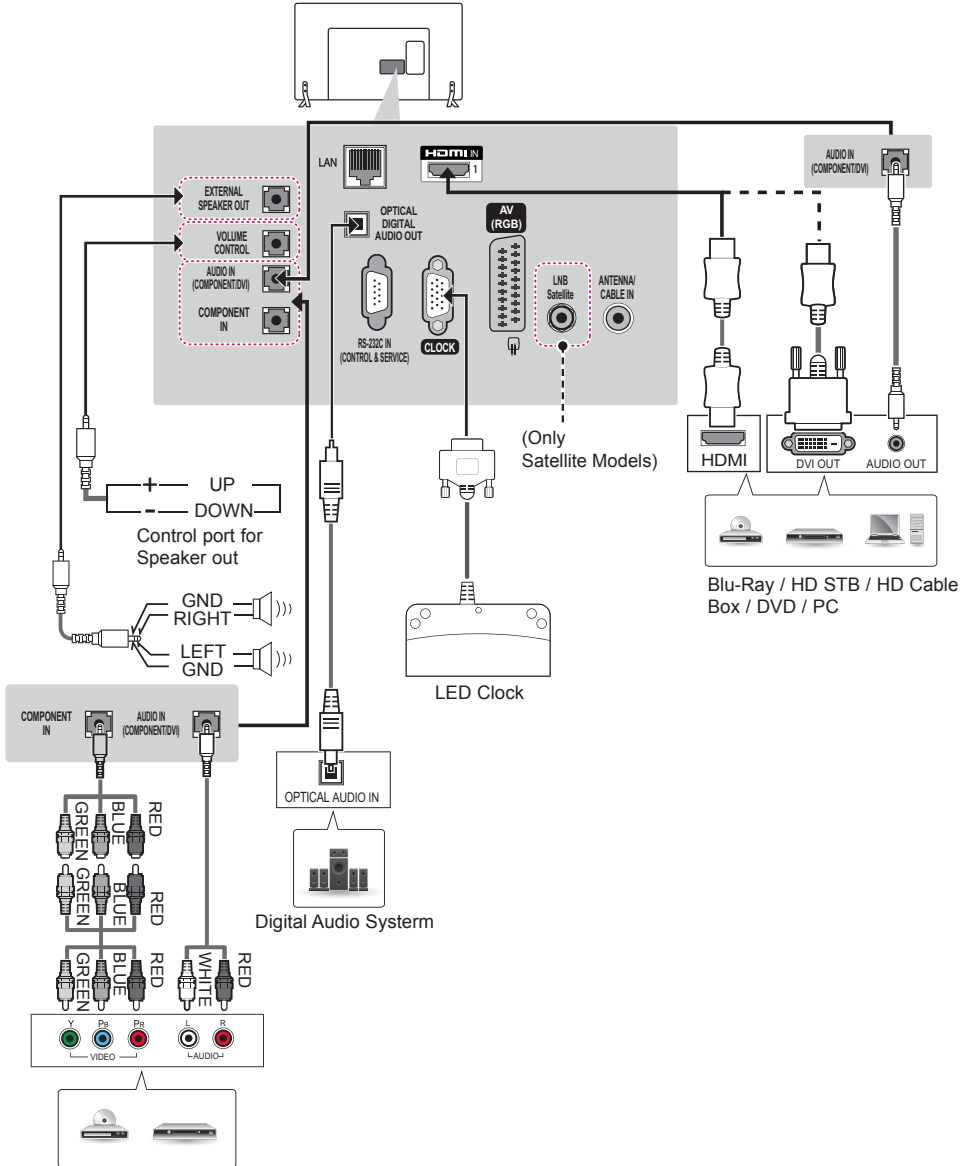 LAN
HDMI IN
1
AUDIO IN
(COMPONENT/DVI)
EXTERNAL
SPEAKER OUT
OPTICAL
DIGITAL
AUDIO OUT
AV
(RGB)
VOLUME
CONTROL
AUDIO IN
(COMPONENT/DVI)
LNB
Satellite
ANTENNA/
CABLE IN
COMPONENT
IN
RS-232C IN
(CONTROL & SERVICE)
CLOCK
(Only
Satellite Models)
HDMI
DVI OUT
AUDIO OUT
+ UP
- DOWN
Control port for
Speaker out
Blu-Ray / HD STB / HD Cable
Box / DVD / PC
GND
RIGHT
LEFT
GND
LED Clock
COMPONENT
IN
AUDIO IN
(COMPONENT/DVI)
OPTICAL AUDIO IN
Digital Audio Systerm
GREEN
BLUE
RED
GREEN
BLUE
RED
GREEN
BLUE
RED
WHITE
RED
Y PB PR L R
VIDEO AUDIO